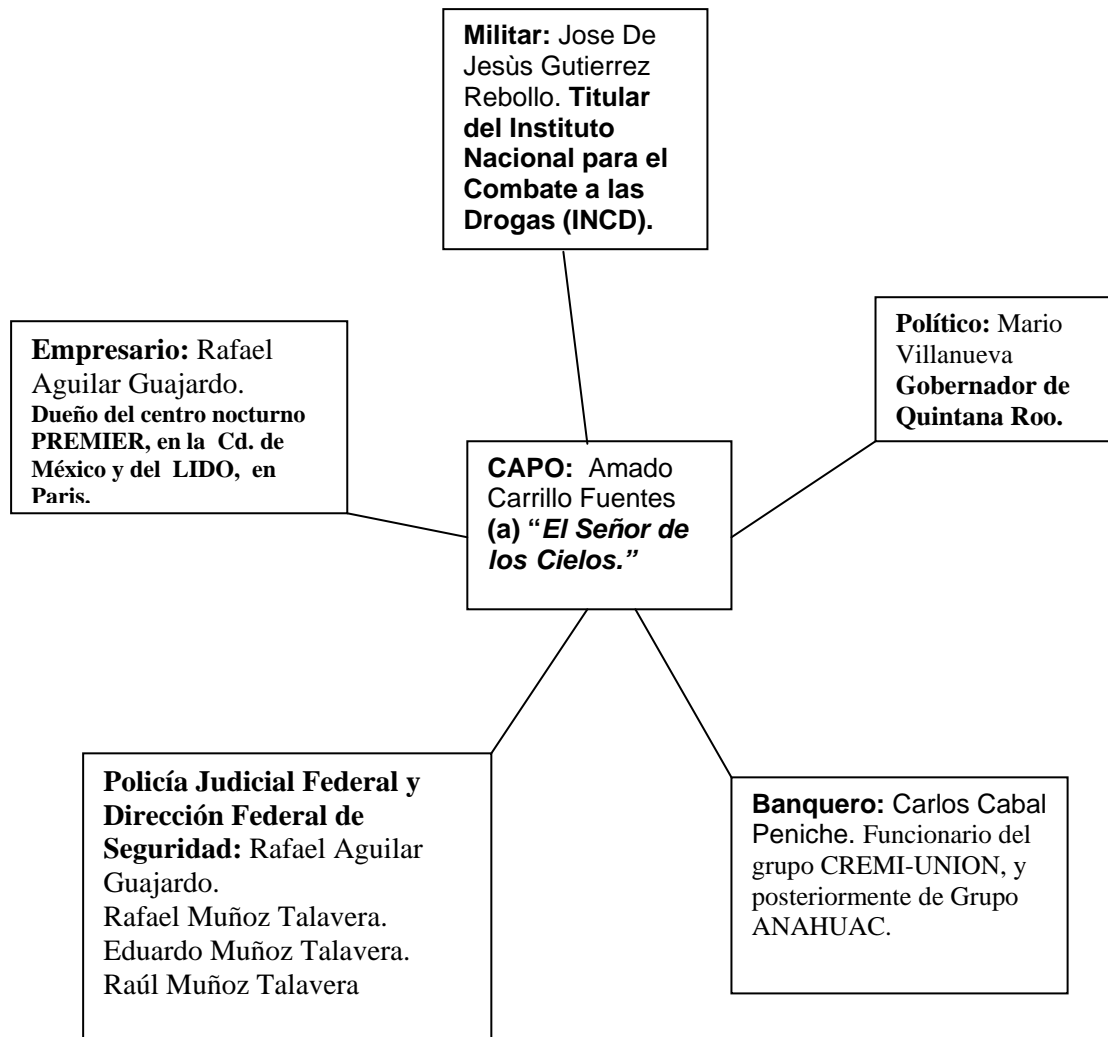 Militar: Jose De
Jesùs Gutierrez
Rebollo. Titular
del Instituto
Nacional para el
Combate a las
Drogas (INCD).
Empresario: Rafael
Aguilar Guajardo.
Dueño del centro nocturno
PREMIER, en la Cd. de
México y del LIDO, en
Paris.
Político: Mario
Villanueva
Gobernador de
Quintana Roo.
CAPO: Amado
Carrillo Fuentes
(a) “El Señor de
los Cielos.”
Policía Judicial Federal y
Dirección Federal de
Seguridad: Rafael Aguilar
Guajardo.
Rafael Muñoz Talavera.
Eduardo Muñoz Talavera.
Raúl Muñoz Talavera
Banquero: Carlos Cabal
Peniche. Funcionario del
grupo CREMI-UNION, y
posteriormente de Grupo
ANAHUAC.